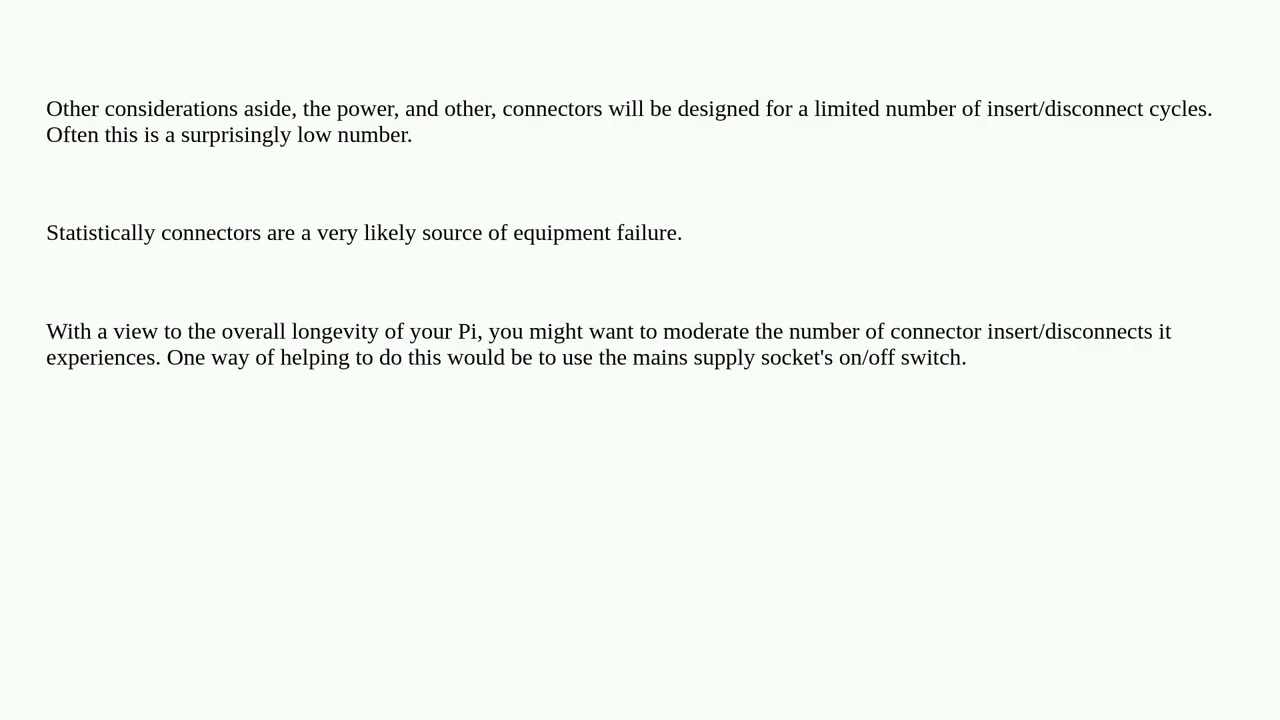 Other considerations aside, the power, and other, connectors will be designed for a limited number of insert/disconnect cycles.
Often this is a surprisingly low number.
Statistically connectors are a very likely source of equipment failure.
With a view to the overall longevity of your Pi, you might want to moderate the number of connector insert/disconnects it
experiences. One way of helping to do this would be to use the mains supply socket's on/off switch.